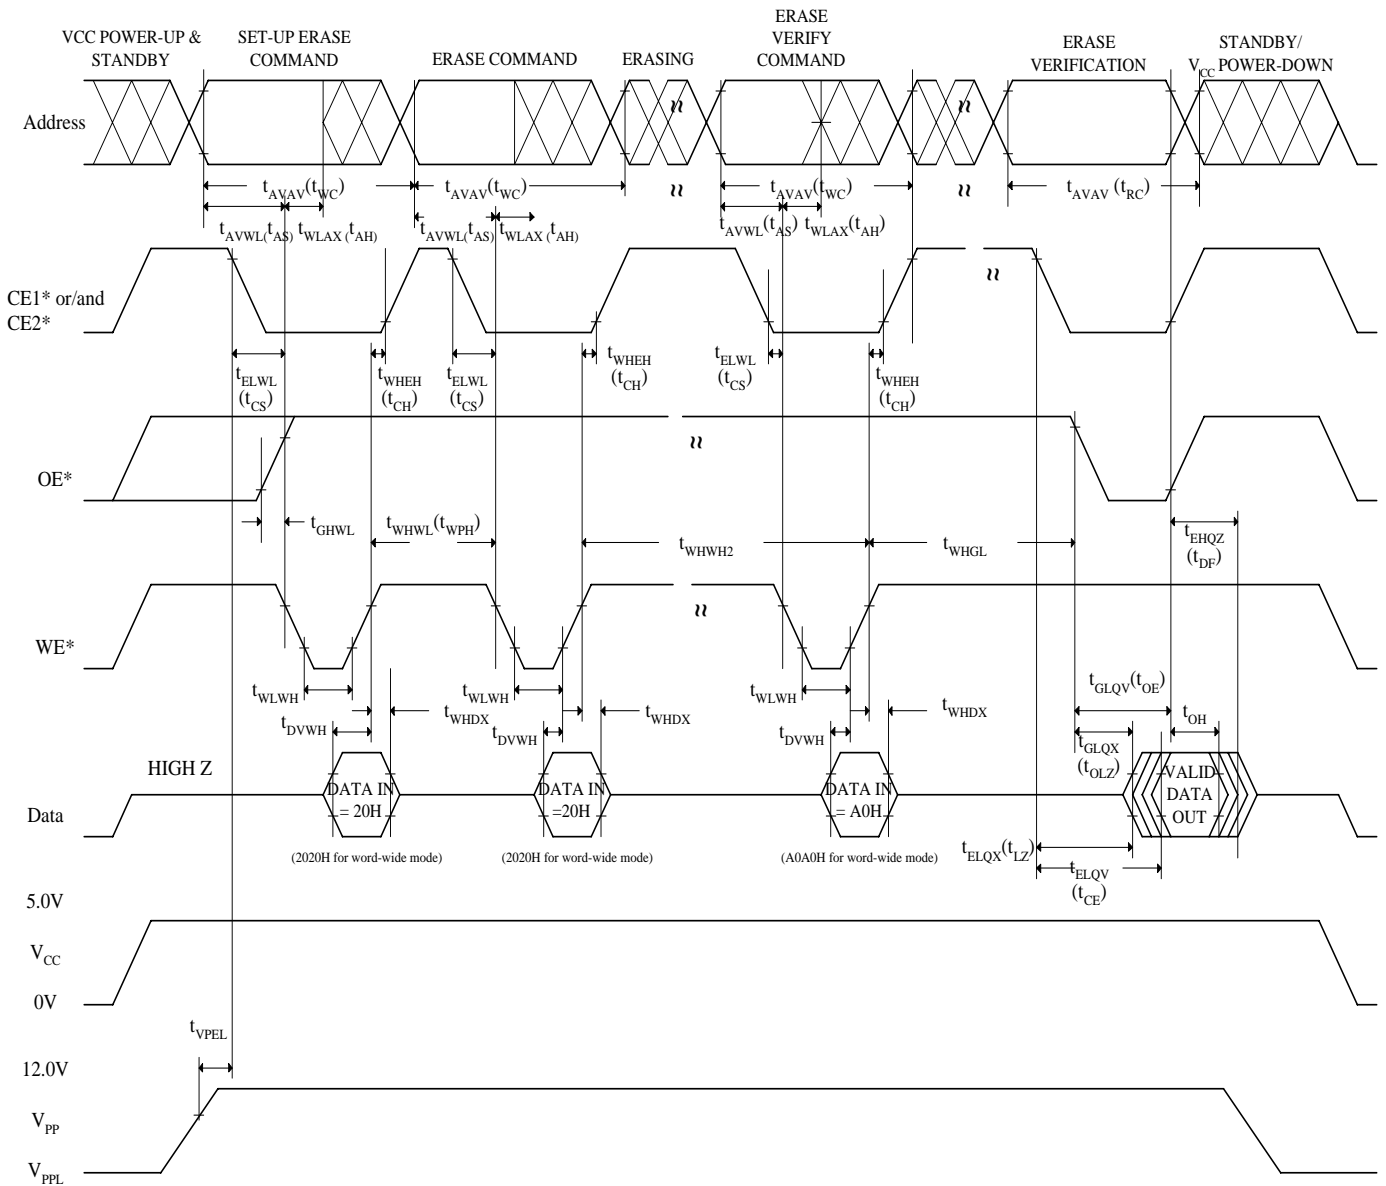 VCC POWER-UP &
STANDBY
SET-UP ERASE
COMMAND
ERASE COMMAND
ERASING
ERASE
VERIFY
COMMAND
ERASE
VERIFICATION
STANDBY/
VCC POWER-DOWN
Address
tAVAV(tWC)
tAVAV(tWC)
≈
tAVAV(tWC)
≈
tAVAV (tRC)
tAVWL(tAS)
tWLAX (tAH)
tAVWL(tAS)
tWLAX (tAH)
tAVWL(tAS)
tWLAX(tAH)
CE1* or/and
CE2*
tELWL
(tCS)
tWHEH
(tCH)
tELWL
(tCS)
tWHEH
(tCH)
tELWL
(tCS)
tWHEH
(tCH)
OE*
tGHWL
tWHWL(tWPH)
tWHWH2
tWHGL
tEHQZ
(tDF)
WE*
tWLWH
tWLWH
tWLWH
tGLQV(tOE)
tDVWH
tWHDX
tDVWH
tWHDX
tDVWH
tWHDX
tOH
tGLQX
(tOLZ)
HIGH Z
Data
DATA IN
= 20H
DATA IN
=20H
DATA IN
= A0H
VALID
DATA
OUT
(2020H for word-wide mode)
(2020H for word-wide mode)
(A0A0H for word-wide mode)
tELQX(tLZ)
tELQV
(tCE)
5.0V
VCC
0V
tVPEL
12.0V
VPP
VPPL